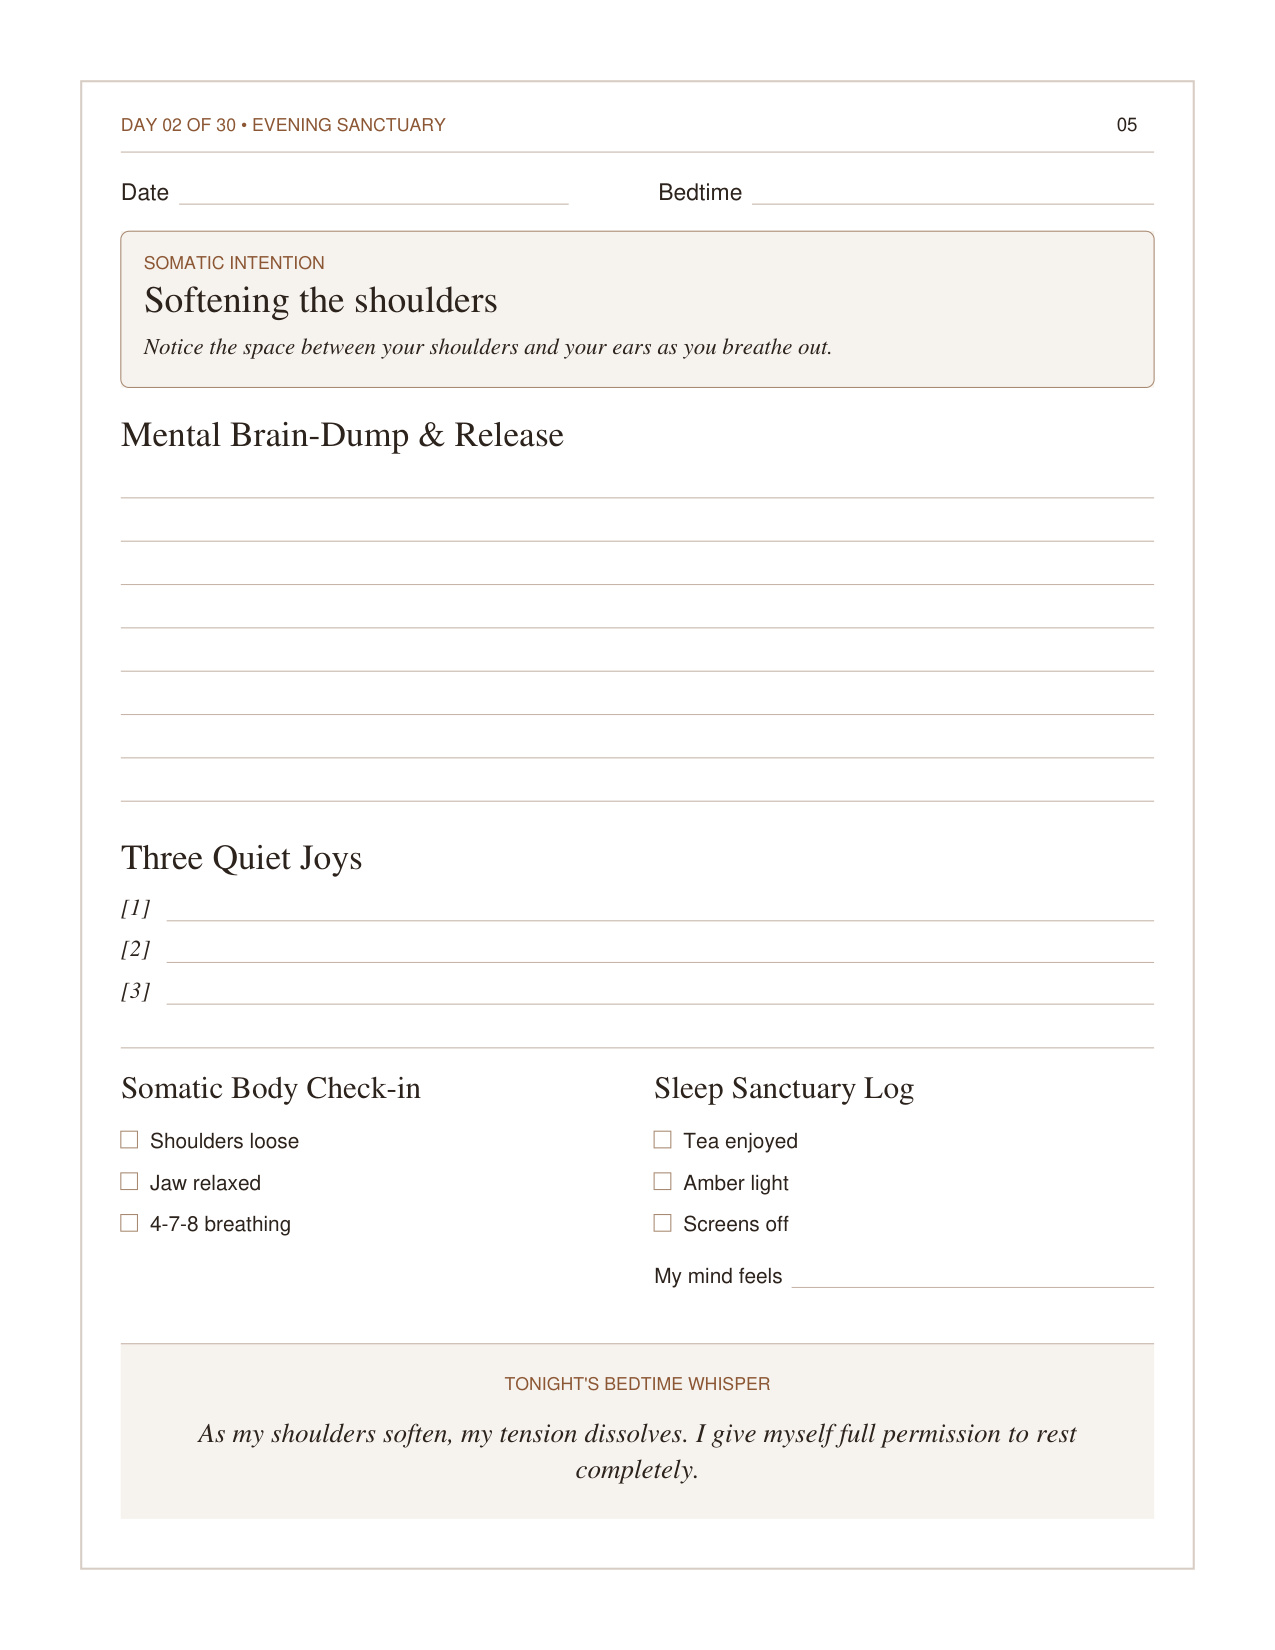 DAY 02 OF 30 • EVENING SANCTUARY 05
Date Bedtime
SOMATIC INTENTION
Softening the shoulders
Notice the space between your shoulders and your ears as you breathe out.
Mental Brain-Dump & Release
Three Quiet Joys
[1]
[2]
[3]
Somatic Body Check-in
Shoulders loose
Jaw relaxed
4-7-8 breathing
Sleep Sanctuary Log
Tea enjoyed
Amber light
Screens off
My mind feels
TONIGHT'S BEDTIME WHISPER
As my shoulders soften, my tension dissolves. I give myself full permission to rest
completely.